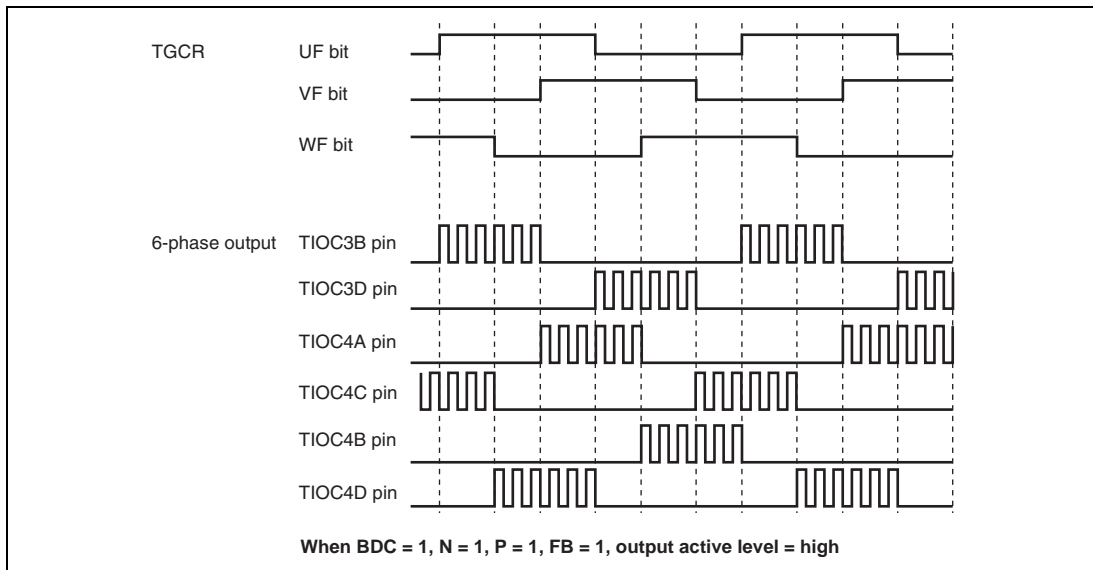 TGCR UF bit
VF bit
WF bit
6-phase output TIOC3B pin
TIOC3D pin
TIOC4A pin
TIOC4C pin
TIOC4B pin
TIOC4D pin
When BDC = 1, N = 1, P = 1, FB = 1, output active level = high